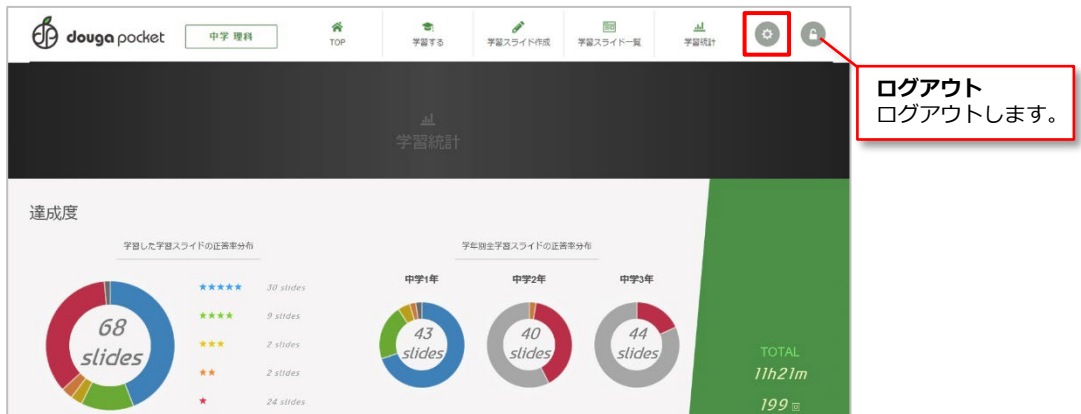 douga pocket
中学 理科
TOP
学習する
学習スライド作成
学習スライド一覧
学習統計
ログアウト
ログアウトします。
学習統計
達成度
学習した学習スライドの正答率分布
68
slides
★★★★★ 30 slides
★★★★ 9 slides
★★★ 2 slides
★★ 2 slides
★ 24 slides
学年別全学習スライドの正答率分布
中学1年
43
slides
中学2年
40
slides
中学3年
44
slides
TOTAL
11h21m
199回